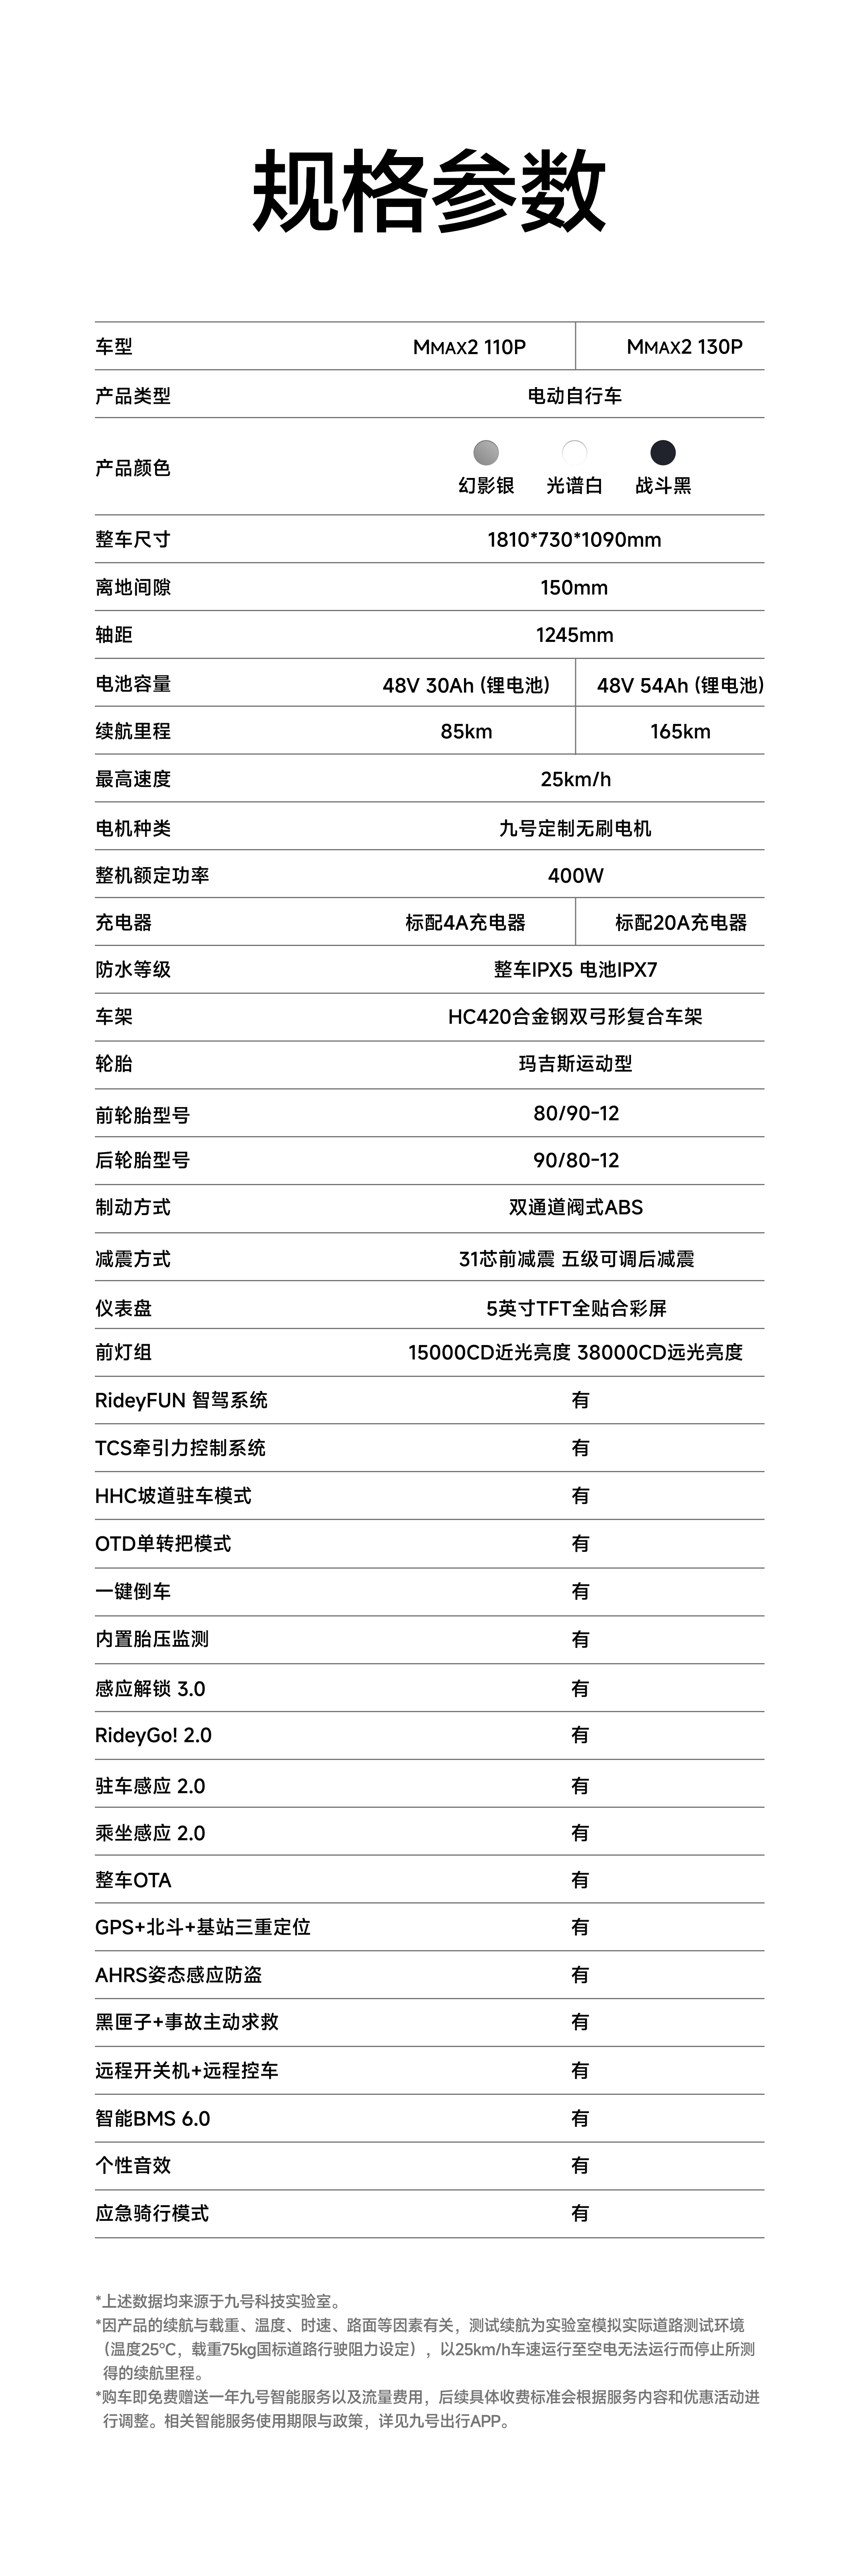 规格参数
车型 MMAX2 110P MMAX2 130P
产品类型 电动自行车
产品颜色 幻影银 光谱白 战斗黑
整车尺寸 1810*730*1090mm
离地间隙 150mm
轴距 1245mm
电池容量 48V 30Ah (锂电池) 48V 54Ah (锂电池)
续航里程 85km 165km
最高速度 25km/h
电机种类 九号定制无刷电机
整机额定功率 400W
充电器 标配4A充电器 标配20A充电器
防水等级 整车IPX5 电池IPX7
车架 HC420合金钢双弓形复合车架
轮胎 玛吉斯运动型
前轮胎型号 80/90-12
后轮胎型号 90/80-12
制动方式 双通道阀式ABS
减震方式 31芯前减震 五级可调后减震
仪表盘 5英寸TFT全贴合彩屏
前灯组 15000CD近光亮度 38000CD远光亮度
RideyFUN 智驾系统 有
TCS牵引力控制系统 有
HHC坡道驻车模式 有
OTD单转把模式 有
一键倒车 有
内置胎压监测 有
感应解锁 3.0 有
RideyGo! 2.0 有
驻车感应 2.0 有
乘坐感应 2.0 有
整车OTA 有
GPS+北斗+基站三重定位 有
AHRS姿态感应防盗 有
黑匣子+事故主动求救 有
远程开关机+远程控车 有
智能BMS 6.0 有
个性音效 有
应急骑行模式 有
*上述数据均来源于九号科技实验室。
*因产品的续航与载重、温度、时速、路面等因素有关，测试续航为实验室模拟实际道路测试环境
（温度25℃，载重75kg国标道路行驶阻力设定），以25km/h车速运行至空电无法运行而停止所测
得的续航里程。
*购车即免费赠送一年九号智能服务以及流量费用，后续具体收费标准会根据服务内容和优惠活动进
行调整。相关智能服务使用期限与政策，详见九号出行APP。